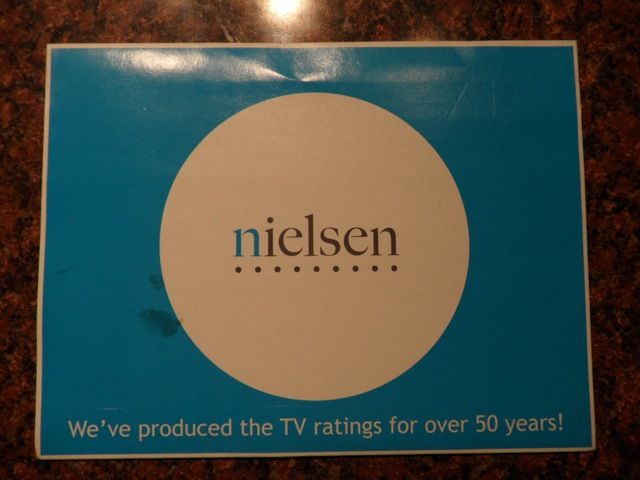 nielsen
We've produced the TV ratings for over 50 years!